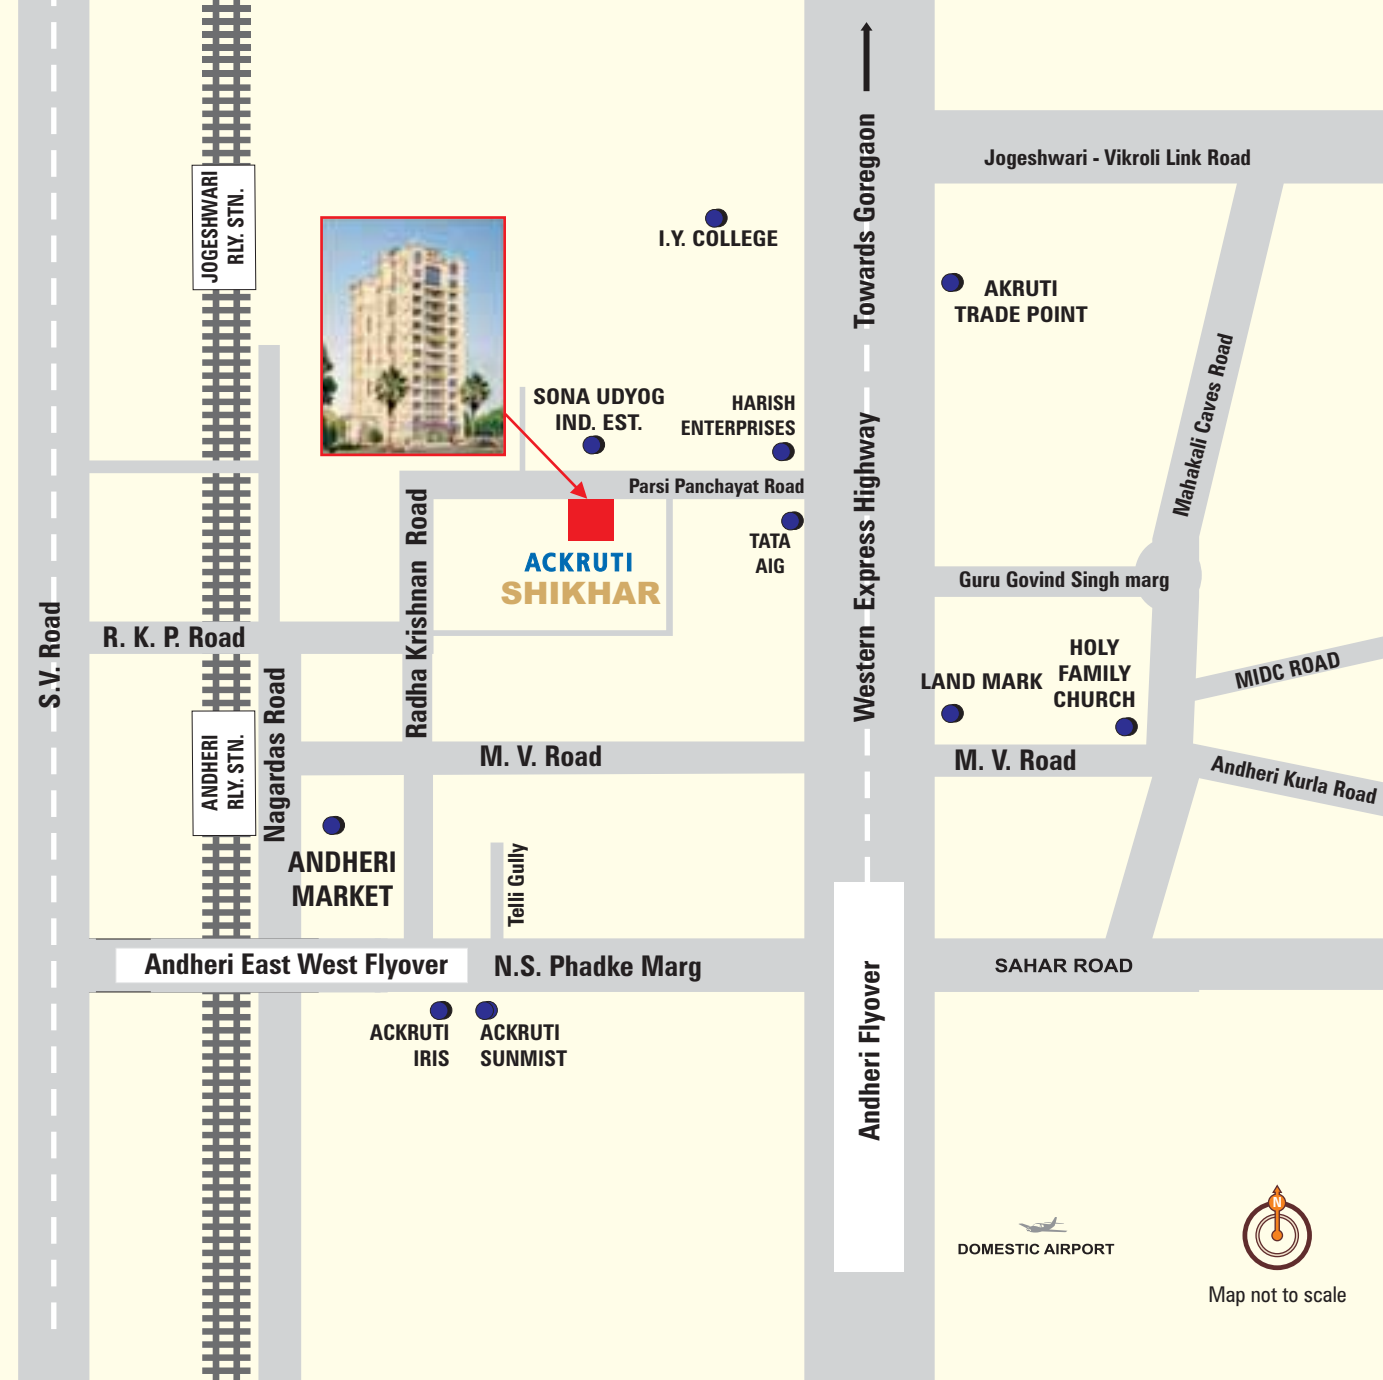 Towards Goregaon
Jogeshwari - Vikroli Link Road
JOGESHWARI
RLY. STN.
I.Y. COLLEGE
AKRUTI
TRADE POINT
Mahakali Caves Road
SONA UDYOG
IND. EST.
HARISH
ENTERPRISES
Parsi Panchayat Road
Western Express Highway
TATA
AIG
ACKRUTI
SHIKHAR
Radha Krishnan Road
Guru Govind Singh marg
S.V. Road
R. K. P. Road
HOLY
FAMILY
CHURCH
LAND MARK
MIDC ROAD
Nagardas Road
ANDHERI
RLY. STN.
M. V. Road
M. V. Road
Andheri Kurla Road
ANDHERI
MARKET
Telli Gully
Andheri East West Flyover
N.S. Phadke Marg
SAHAR ROAD
Andheri Flyover
ACKRUTI
IRIS
ACKRUTI
SUNMIST
N
DOMESTIC AIRPORT
Map not to scale